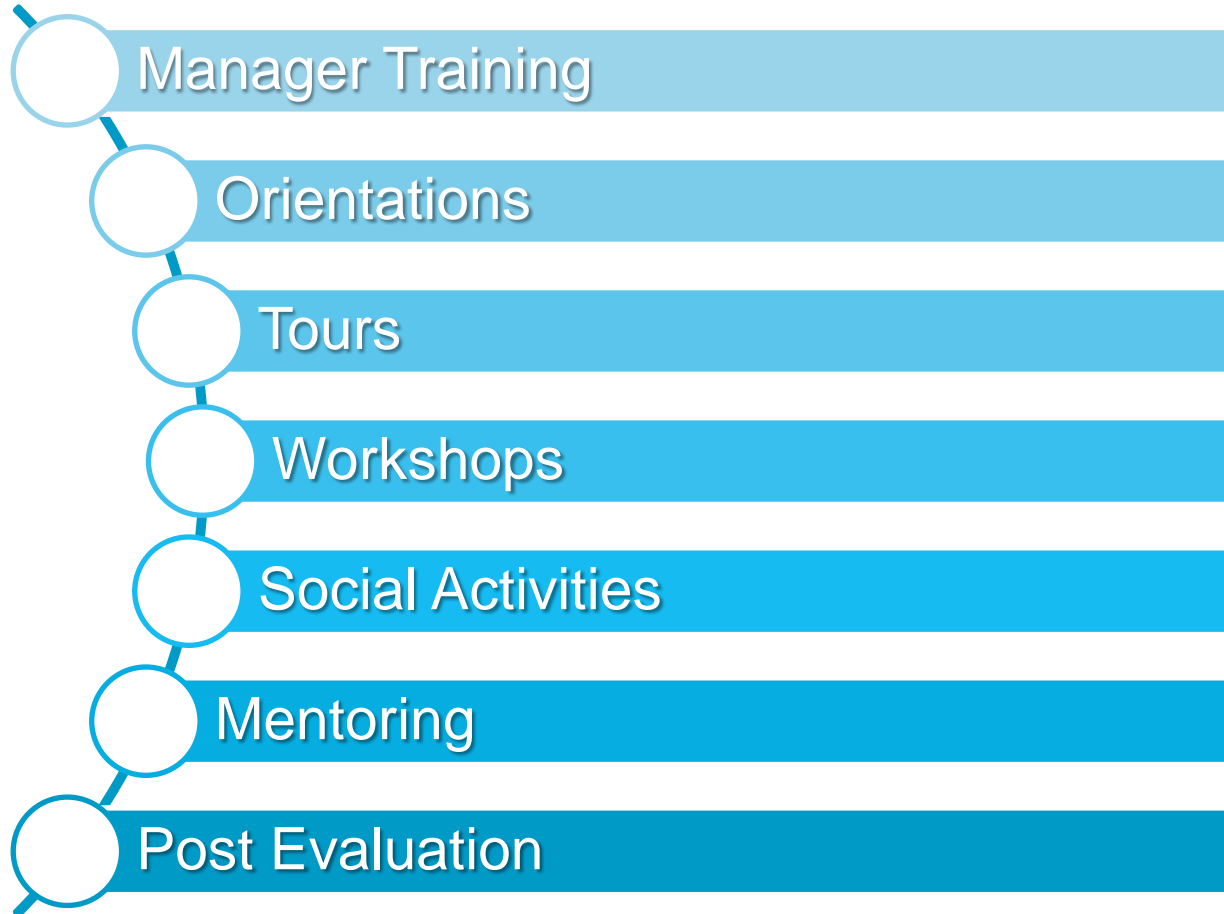 Manager Training
Orientations
Tours
Workshops
Social Activities
Mentoring
Post Evaluation